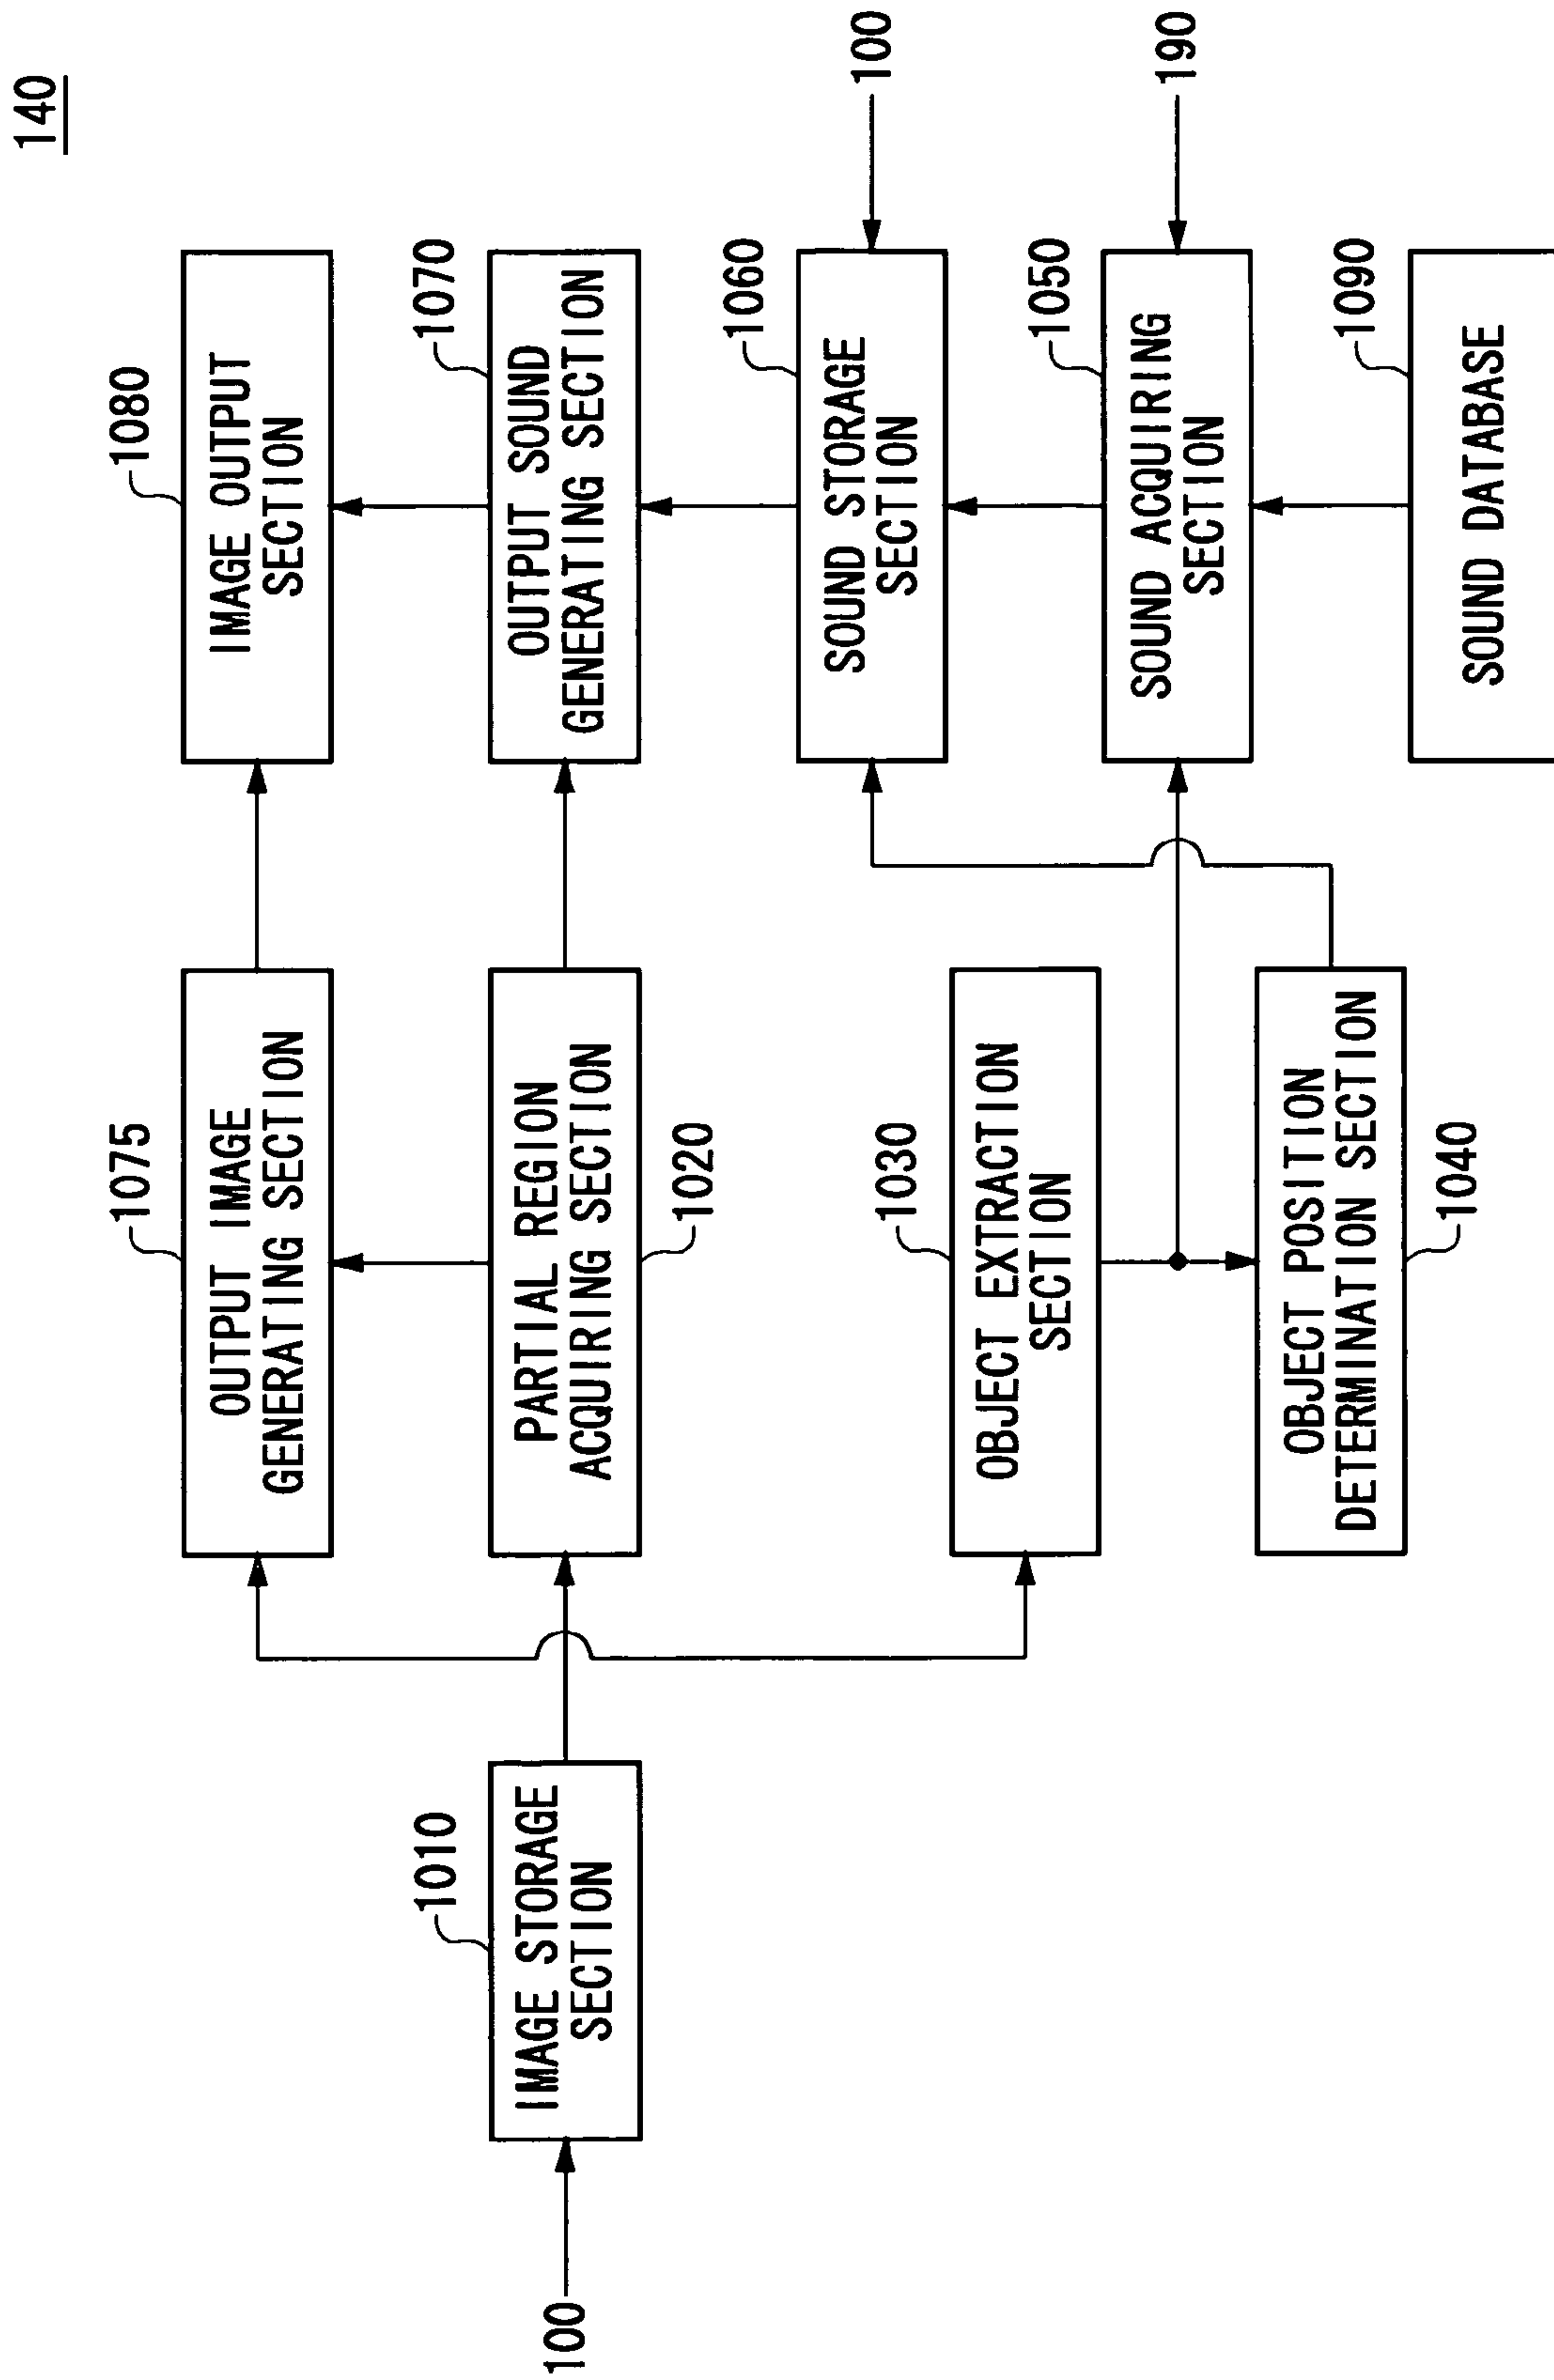 140
1075
OUTPUT IMAGE
GENERATING SECTION
1080
IMAGE OUTPUT
SECTION
100
1010
IMAGE STORAGE
SECTION
PARTIAL REGION
ACQUIRING SECTION
1020
1070
OUTPUT SOUND
GENERATING SECTION
1030
OBJECT EXTRACTION
SECTION
1060
SOUND STORAGE
SECTION
100
OBJECT POSITION
DETERMINATION SECTION
1040
1050
SOUND ACQUIRING
SECTION
190
1090
SOUND DATABASE